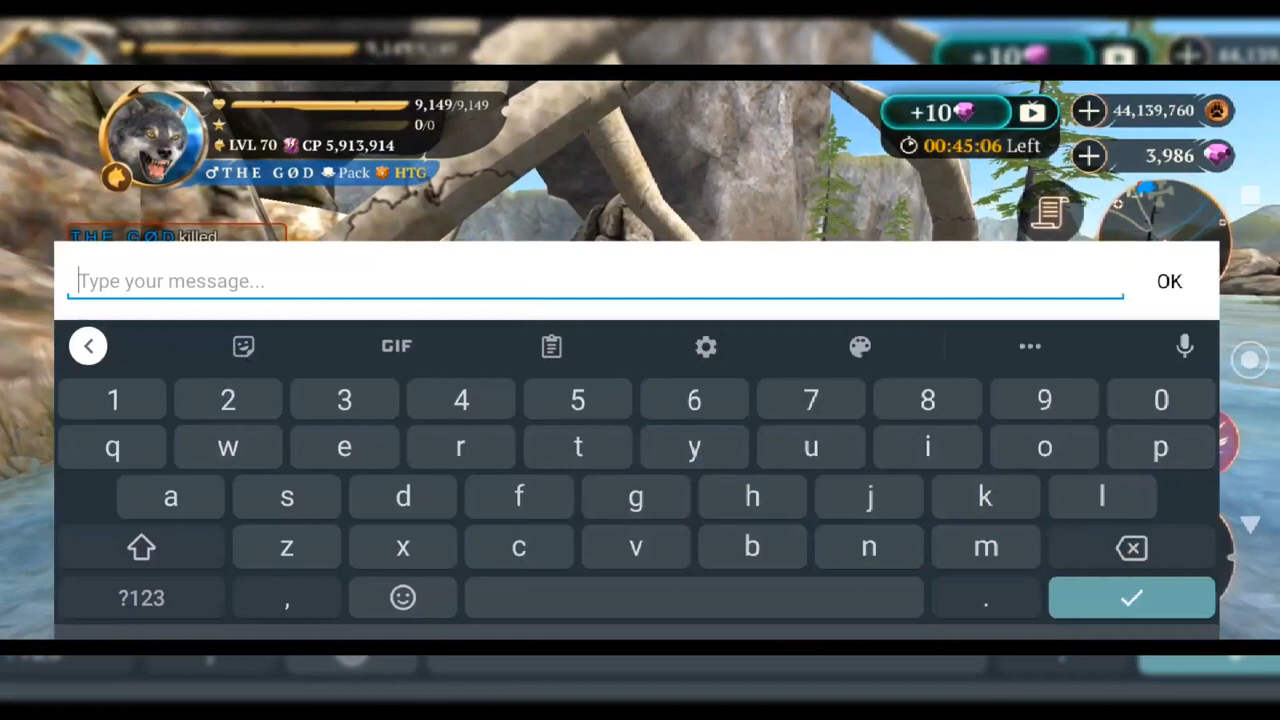 9,149/9,149
0/0
LVL 70 CP 5,913,914
♂THE GØD Pack HTG
+10
00:45:06 Left
44,139,760
3,986
THE GØD killed
Type your message...
OK
GIF
1 2 3 4 5 6 7 8 9 0
q w e r t y u i o p
a s d f g h j k l
z x c v b n m
?123 , .